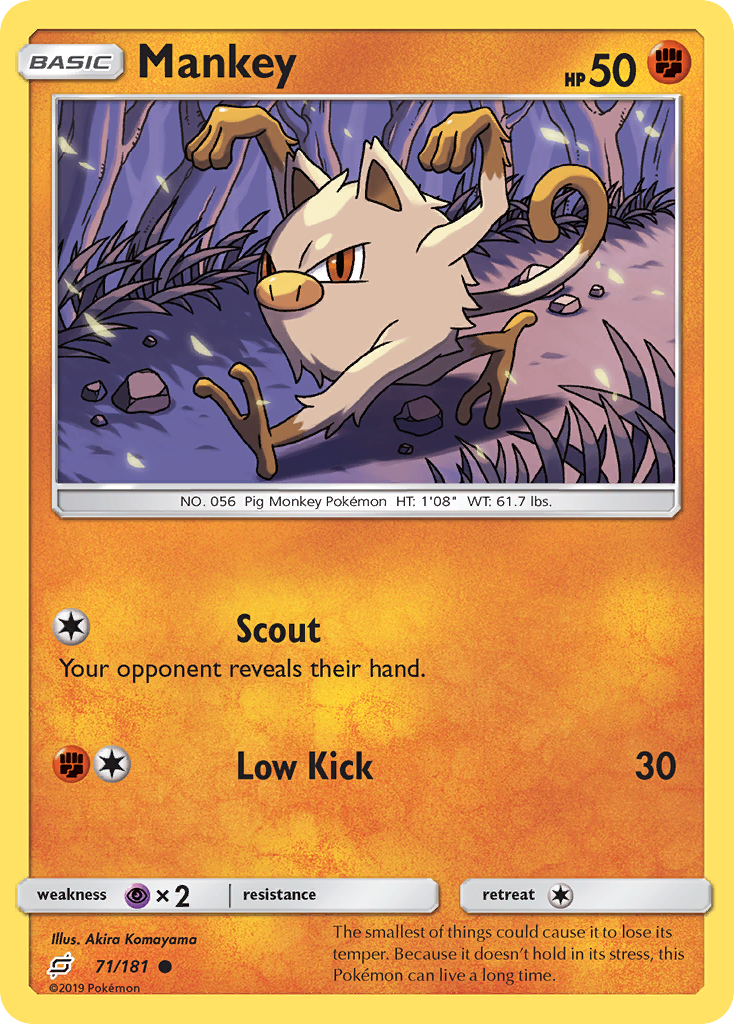 BASIC Mankey HP 50
NO. 056 Pig Monkey Pokémon HT: 1'08" WT: 61.7 lbs.
Scout
Your opponent reveals their hand.
Low Kick 30
weakness ×2 resistance retreat
Illus. Akira Komayama
71/181
©2019 Pokémon
The smallest of things could cause it to lose its
temper. Because it doesn't hold in its stress, this
Pokémon can live a long time.